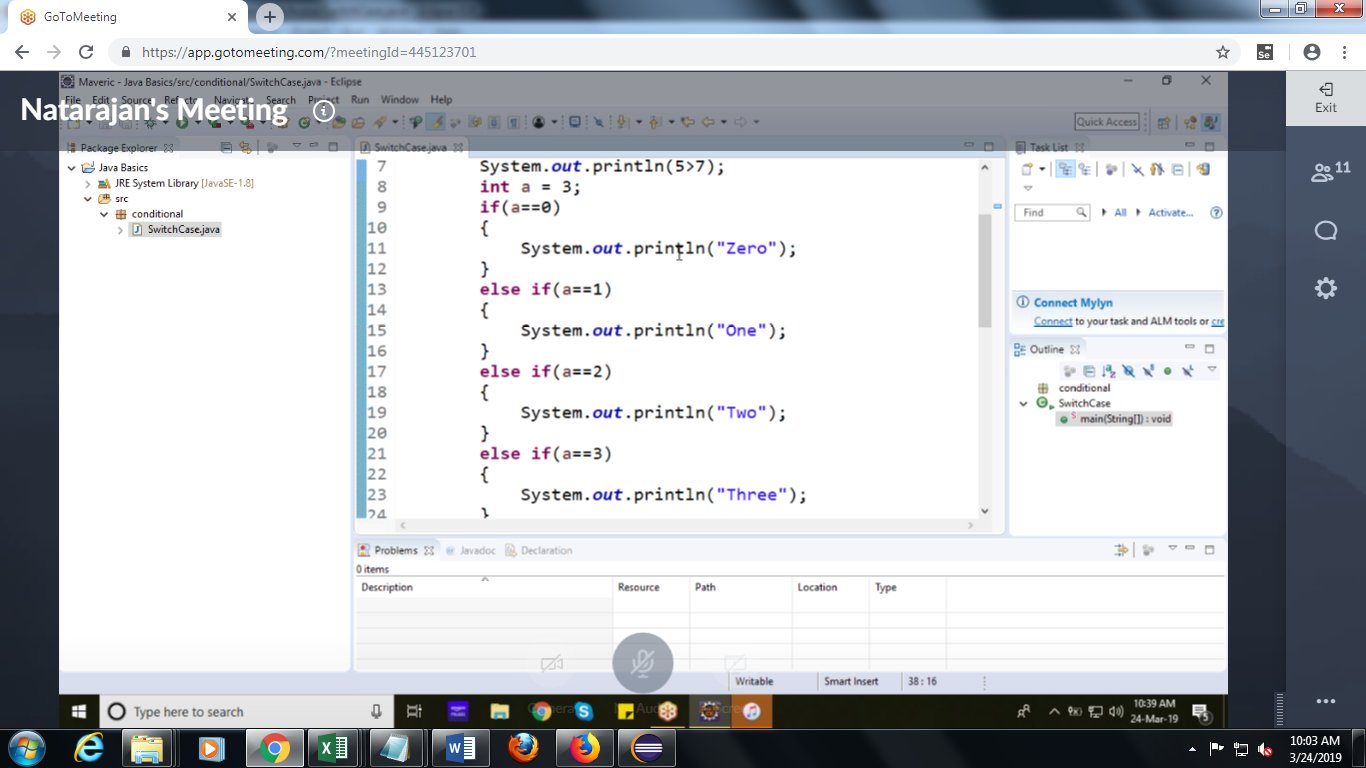 GoToMeeting
https://app.gotomeeting.com/?meetingId=445123701
Maveric - Java Basics/src/conditional/SwitchCase.java - Eclipse
File Edit Source Refactor Navigate Search Project Run Window Help
Natarajan's Meeting
Exit
Quick Access
Package Explorer
SwitchCase.java
Task List
11
Java Basics
JRE System Library [JavaSE-1.8]
src
conditional
SwitchCase.java
7 System.out.println(5>7);
8 int a = 3;
9 if(a==0)
10 {
11 System.out.println("Zero");
12 }
13 else if(a==1)
14 {
15 System.out.println("One");
16 }
17 else if(a==2)
18 {
19 System.out.println("Two");
20 }
21 else if(a==3)
22 {
23 System.out.println("Three");
24 }
Find All Activate...
Connect Mylyn
Connect to your task and ALM tools or cre
Outline
conditional
SwitchCase
main(String[]) : void
Problems Javadoc Declaration
0 items
Description Resource Path Location Type
Writable Smart Insert 38 : 16
Type here to search
10:39 AM
24-Mar-19
5
10:03 AM
3/24/2019